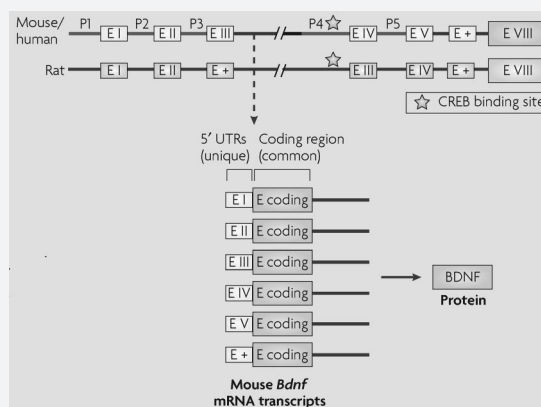 Mouse/ P1 E I P2 E II P3 E III P4 E IV P5 E V E + E VIII
human
Rat E I E II E + E III E IV E + E VIII
CREB binding site
5′ UTRs Coding region
(unique) (common)
E I E coding
E II E coding
E III E coding
E IV E coding
E V E coding
E + E coding
BDNF
Protein
Mouse Bdnf
mRNA transcripts